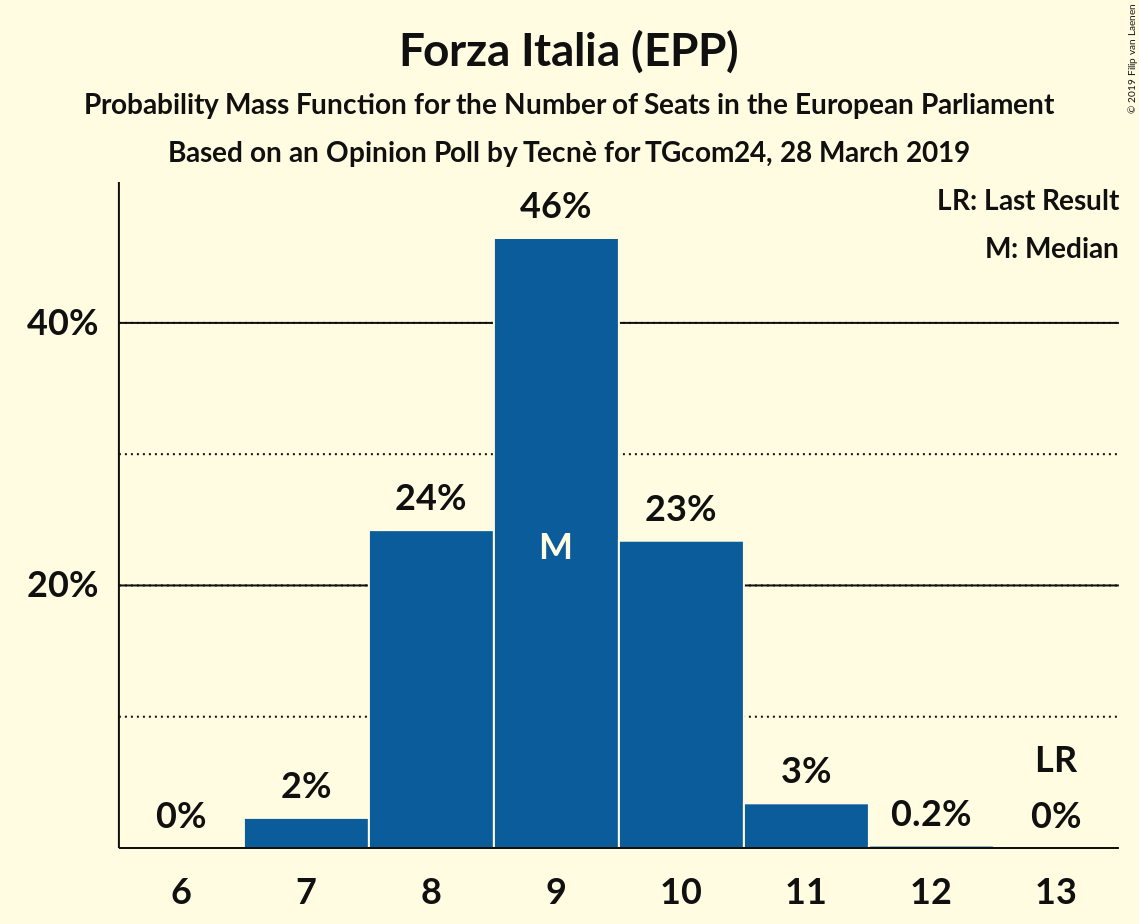 Forza Italia (EPP)
Probability Mass Function for the Number of Seats in the European Parliament
Based on an Opinion Poll by Tecnè for TGcom24, 28 March 2019
© 2019 Filip van Laenen
LR: Last Result
M: Median
46%
40%
24%
23%
M
20%
LR
2%
3%
0%
0.2%
0%
6 7 8 9 10 11 12 13